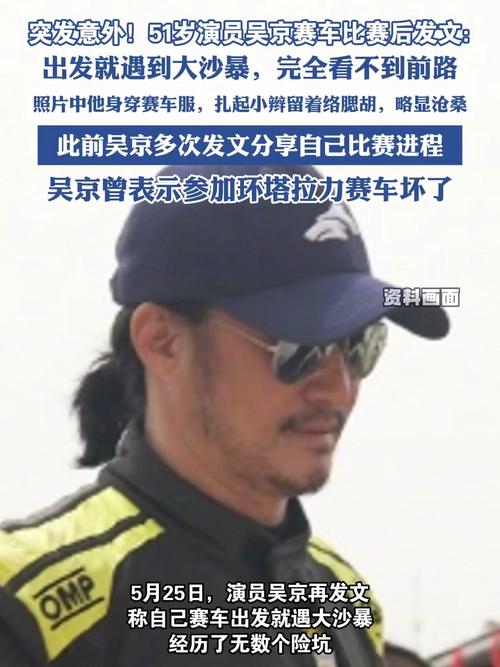 突发意外！51岁演员吴京赛车比赛后发文:
出发就遇到大沙暴，完全看不到前路
照片中他身穿赛车服，扎起小辫留着络腮胡，略显沧桑
此前吴京多次发文分享自己比赛进程
吴京曾表示参加环塔拉力赛车坏了
资料画面
OMP
5月25日，演员吴京再发文
称自己赛车出发就遇大沙暴
经历了无数个险坑